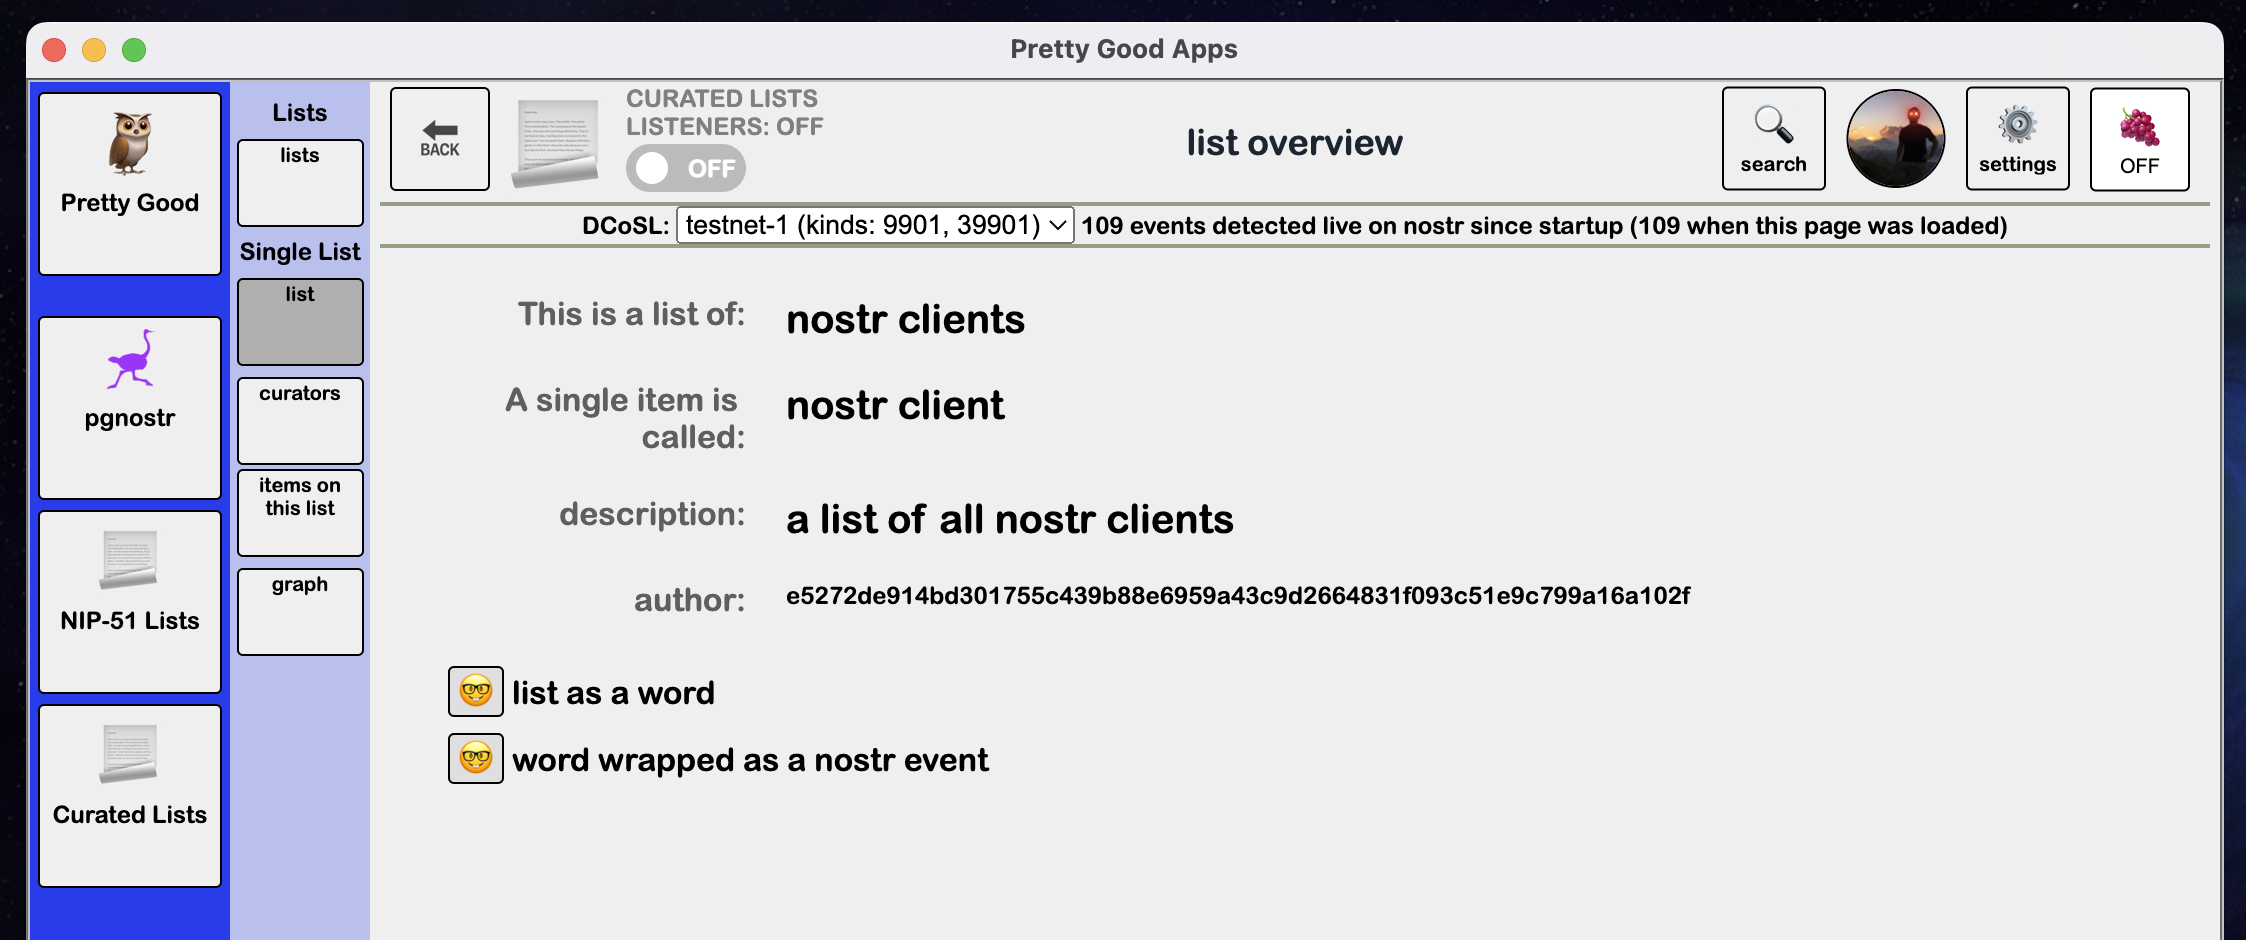 Pretty Good Apps
Pretty Good
pgnostr
NIP-51 Lists
Curated Lists
Lists
lists
Single List
list
curators
items on
this list
graph
BACK
CURATED LISTS
LISTENERS: OFF
OFF
list overview
search
settings
OFF
DCoSL: testnet-1 (kinds: 9901, 39901) 109 events detected live on nostr since startup (109 when this page was loaded)
This is a list of: nostr clients
A single item is
called: nostr client
description: a list of all nostr clients
author: e5272de914bd301755c439b88e6959a43c9d2664831f093c51e9c799a16a102f
list as a word
word wrapped as a nostr event